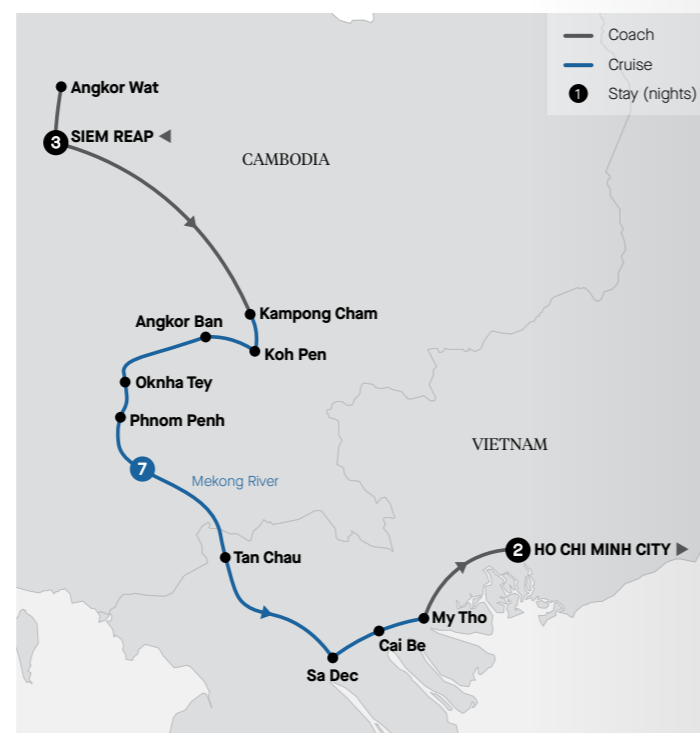 Coach
Cruise
1 Stay (nights)
Angkor Wat
3 SIEM REAP
CAMBODIA
Kampong Cham
Angkor Ban
Koh Pen
Oknha Tey
Phnom Penh
VIETNAM
7
Mekong River
2 HO CHI MINH CITY
Tan Chau
My Tho
Cai Be
Sa Dec